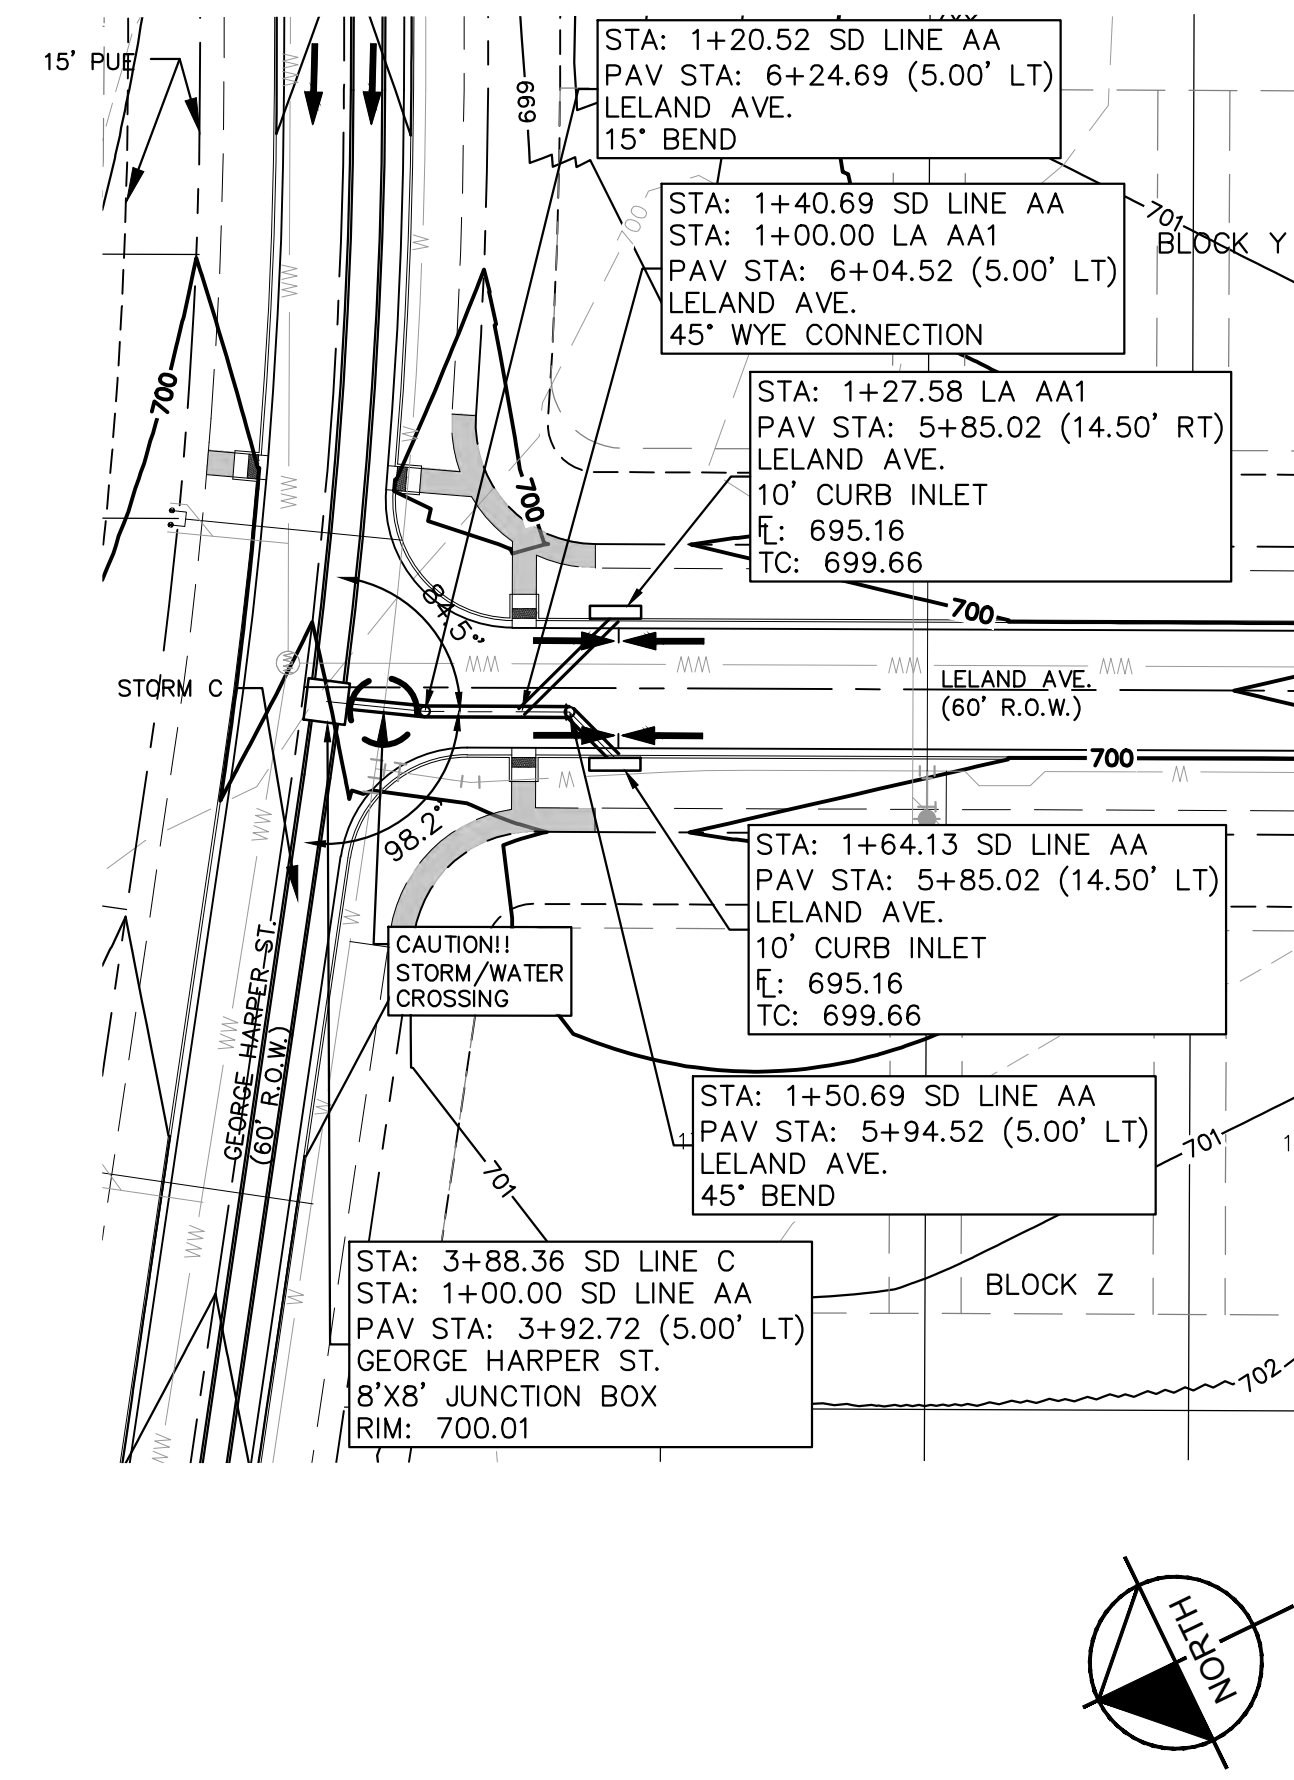 15' PUE
699
STA: 1+20.52 SD LINE AA
PAV STA: 6+24.69 (5.00' LT)
LELAND AVE.
15° BEND
700
STA: 1+40.69 SD LINE AA
STA: 1+00.00 LA AA1
PAV STA: 6+04.52 (5.00' LT)
LELAND AVE.
45° WYE CONNECTION
701
BLOCK Y
700
STA: 1+27.58 LA AA1
PAV STA: 5+85.02 (14.50' RT)
LELAND AVE.
10' CURB INLET
FL: 695.16
TC: 699.66
700
700
84.5°
STORM C
LELAND AVE.
(60' R.O.W.)
700
98.2°
STA: 1+64.13 SD LINE AA
PAV STA: 5+85.02 (14.50' LT)
LELAND AVE.
10' CURB INLET
FL: 695.16
TC: 699.66
CAUTION!!
STORM/WATER
CROSSING
GEORGE HARPER ST.
(60' R.O.W.)
STA: 1+50.69 SD LINE AA
PAV STA: 5+94.52 (5.00' LT)
LELAND AVE.
45° BEND
701
701
STA: 3+88.36 SD LINE C
STA: 1+00.00 SD LINE AA
PAV STA: 3+92.72 (5.00' LT)
GEORGE HARPER ST.
8'X8' JUNCTION BOX
RIM: 700.01
BLOCK Z
702
NORTH